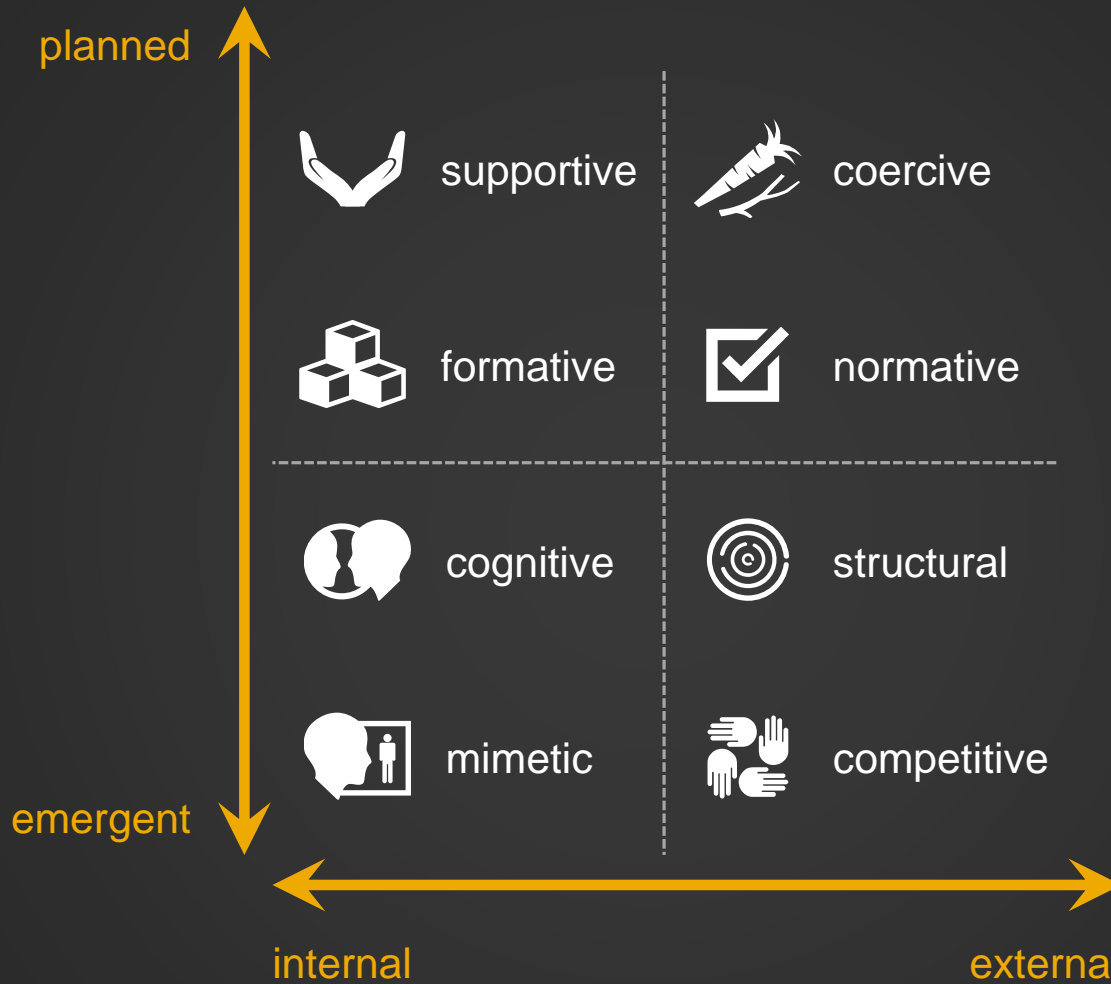 planned
supportive
coercive
formative
normative
cognitive
structural
mimetic
competitive
emergent
internal
externa